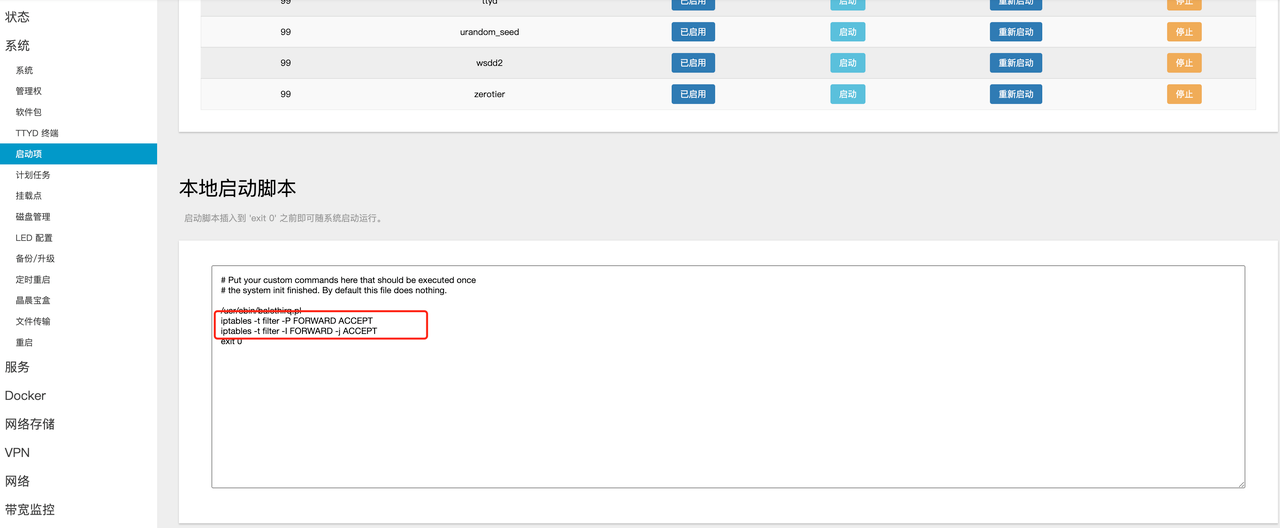 状态
系统
系统
管理权
软件包
TTYD 终端
启动项
计划任务
挂载点
磁盘管理
LED 配置
备份/升级
定时重启
晶晨宝盒
文件传输
重启
服务
Docker
网络存储
VPN
网络
带宽监控
99 ttyd 已启用 启动 重新启动 停止
99 urandom_seed 已启用 启动 重新启动 停止
99 wsdd2 已启用 启动 重新启动 停止
99 zerotier 已启用 启动 重新启动 停止
本地启动脚本
启动脚本插入到 'exit 0' 之前即可随系统启动运行。
# Put your custom commands here that should be executed once
# the system init finished. By default this file does nothing.
/usr/sbin/balethirq.pl
iptables -t filter -P FORWARD ACCEPT
iptables -t filter -I FORWARD -j ACCEPT
exit 0